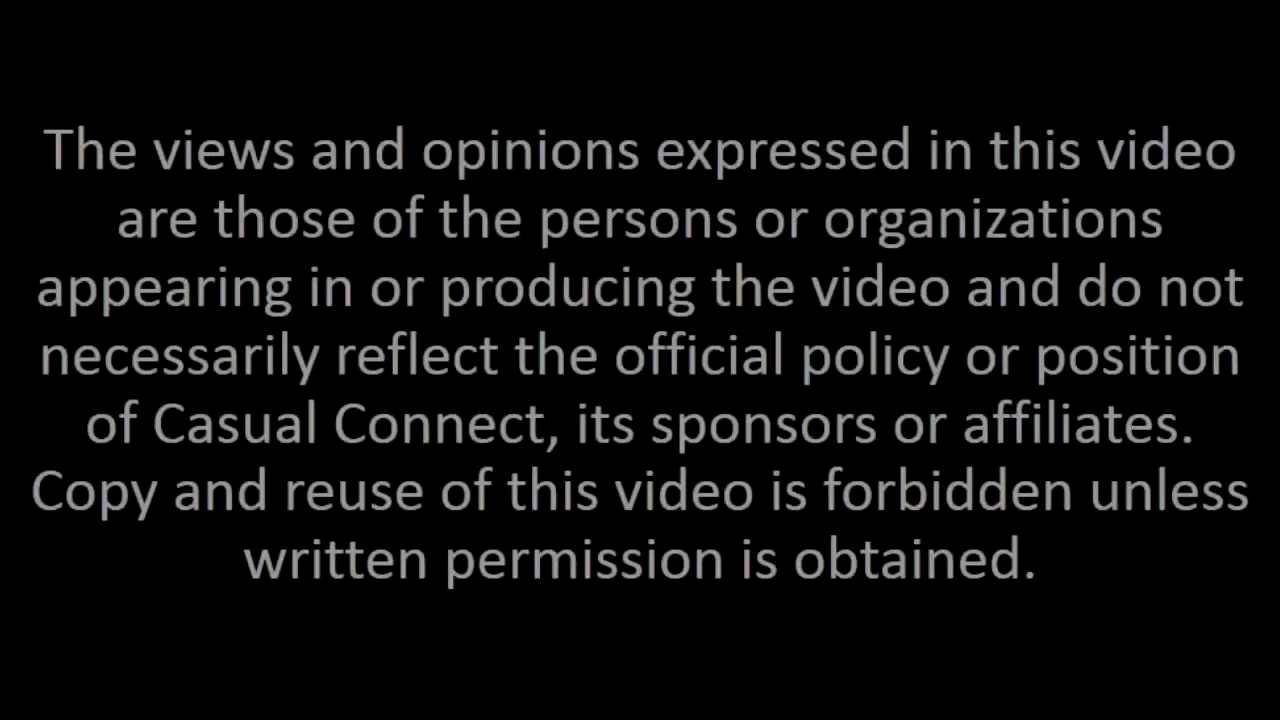 The views and opinions expressed in this video
are those of the persons or organizations
appearing in or producing the video and do not
necessarily reflect the official policy or position
of Casual Connect, its sponsors or affiliates.
Copy and reuse of this video is forbidden unless
written permission is obtained.